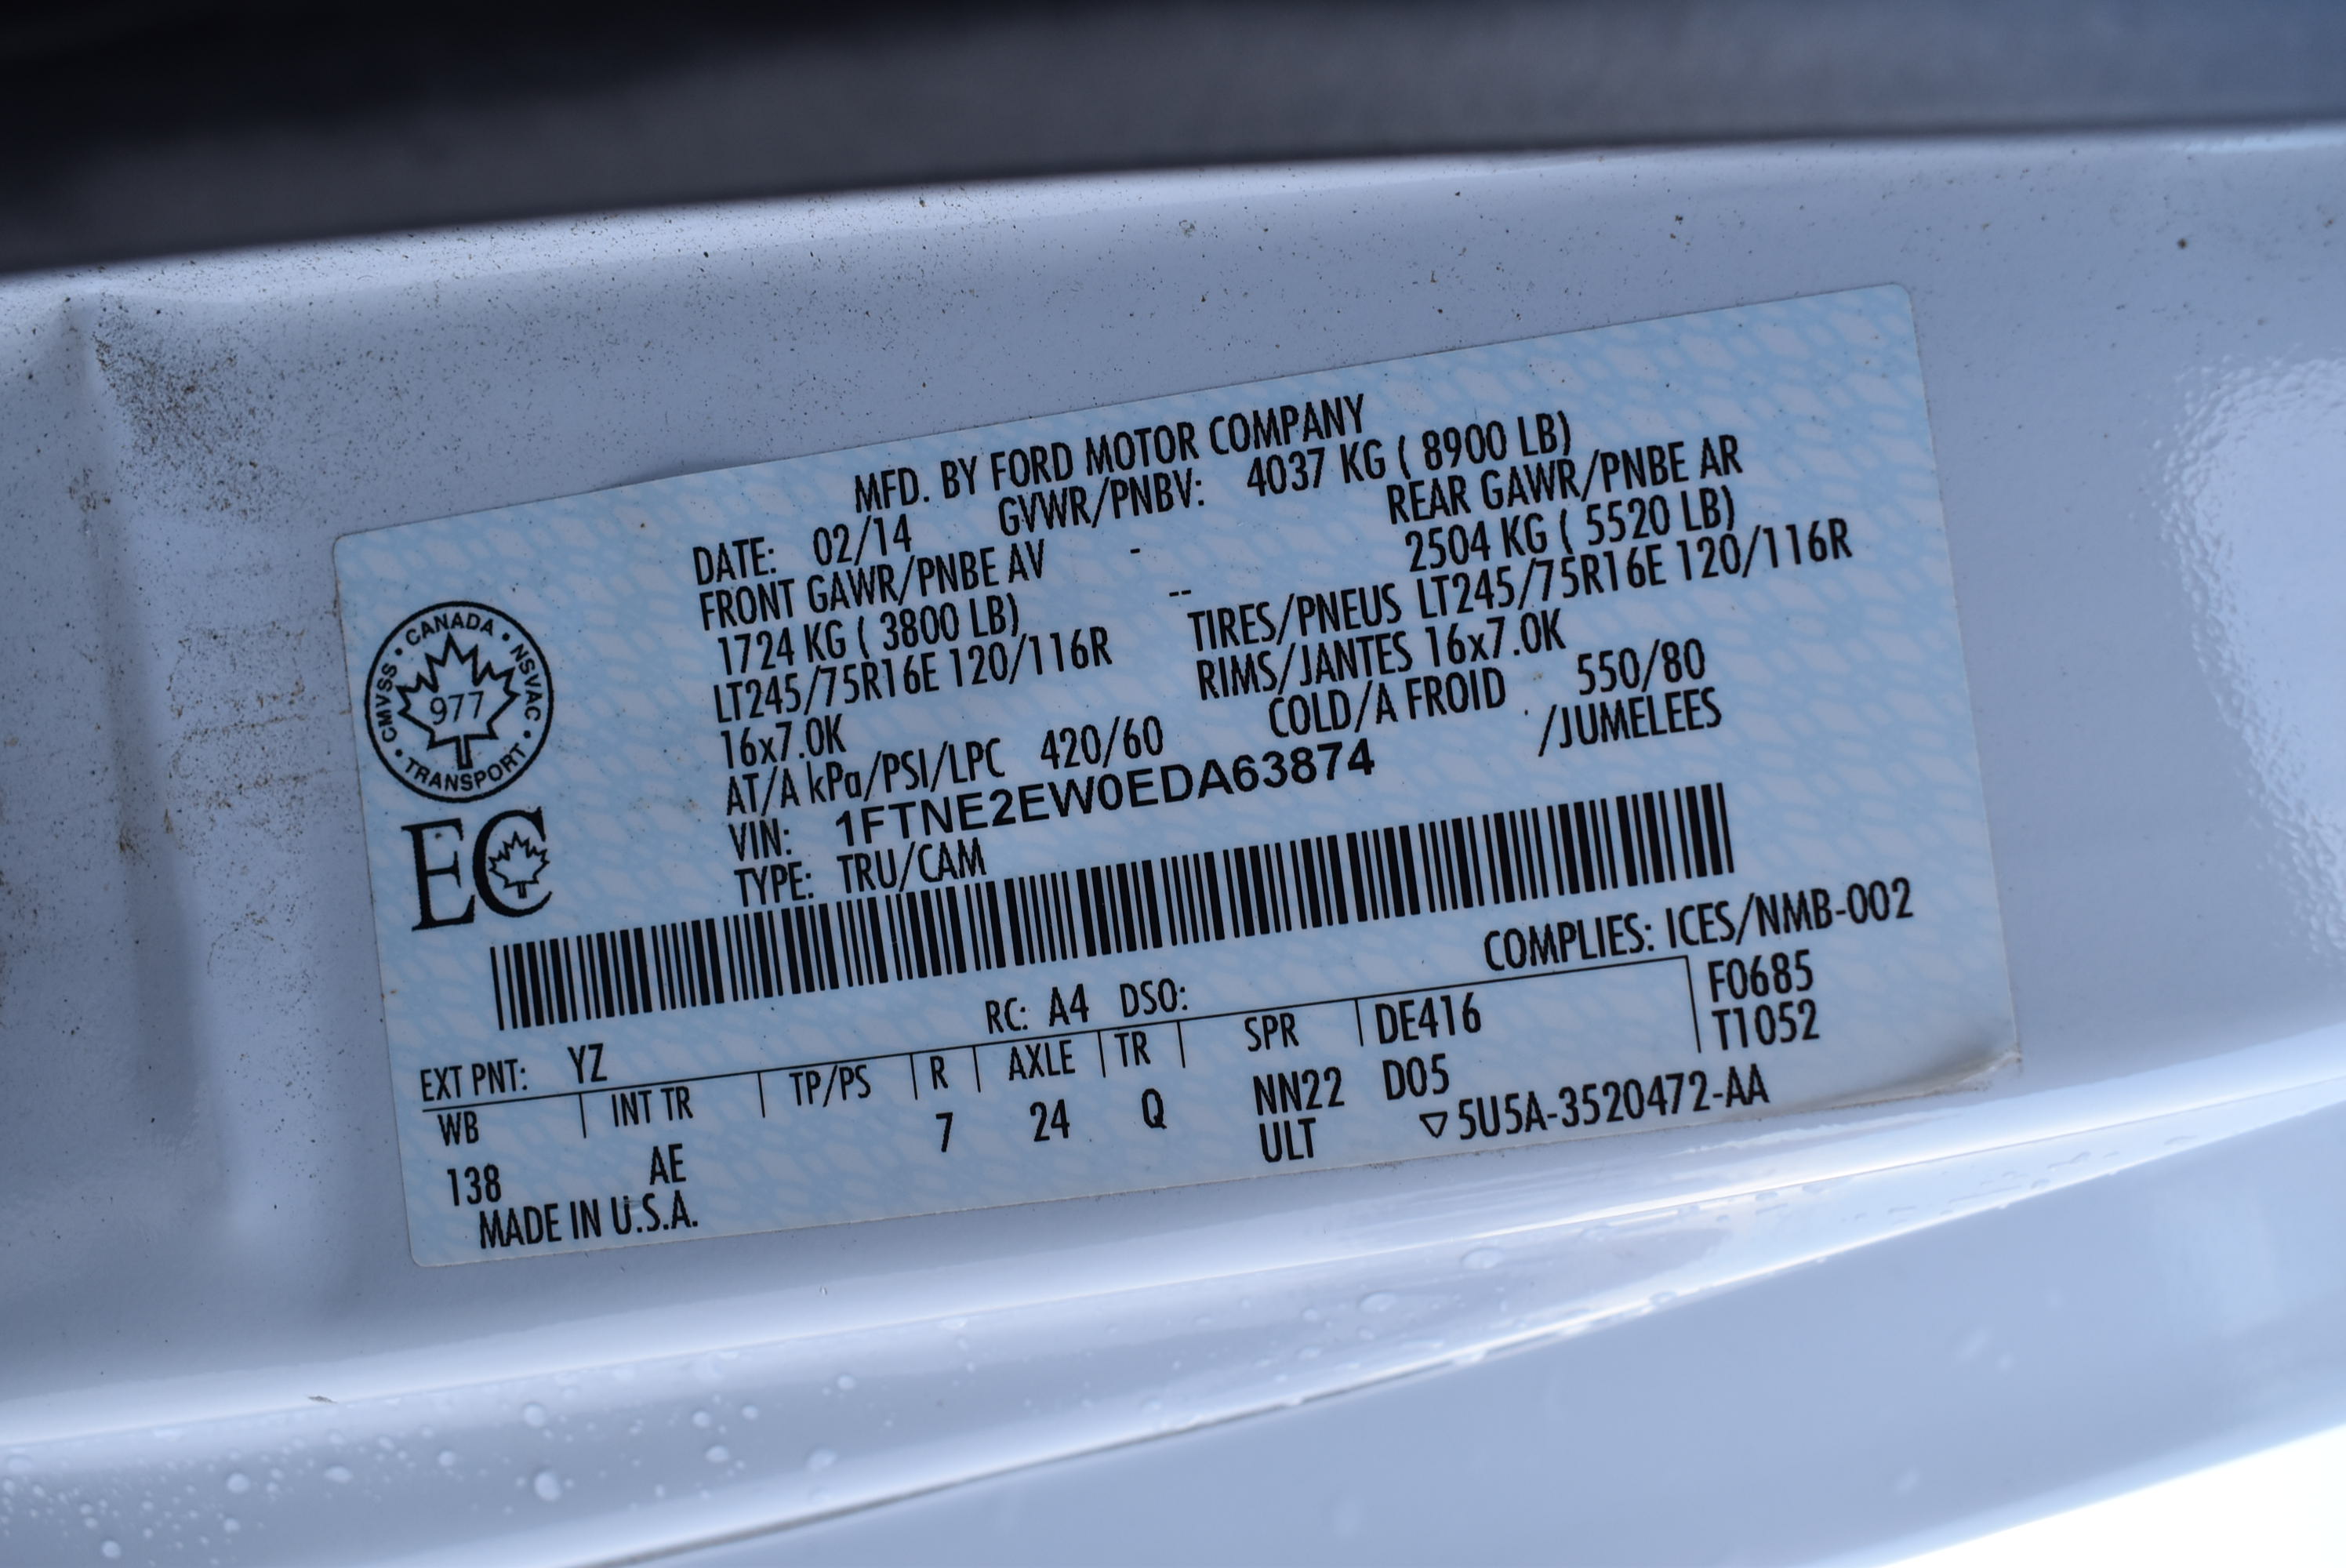 MFD. BY FORD MOTOR COMPANY
DATE: 02/14 GVWR/PNBV: 4037 KG ( 8900 LB)
FRONT GAWR/PNBE AV - REAR GAWR/PNBE AR
1724 KG ( 3800 LB) -- 2504 KG ( 5520 LB)
LT245/75R16E 120/116R TIRES/PNEUS LT245/75R16E 120/116R
16x7.0K RIMS/JANTES 16x7.0K
AT/A kPa/PSI/LPC 420/60 COLD/A FROID 550/80
VIN: 1FTNE2EW0EDA63874 /JUMELEES
TYPE: TRU/CAM
CANADA • NSVAC • TRANSPORT • CMVSS •
977
EC
COMPLIES: ICES/NMB-002
RC: A4 DSO:
F0685
T1052
EXT PNT: YZ
WB INT TR TP/PS R AXLE TR SPR DE416
138 AE 7 24 Q NN22 D05
ULT ▽5U5A-3520472-AA
MADE IN U.S.A.